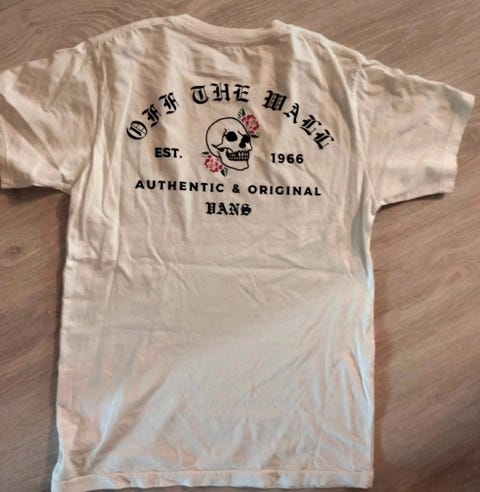 OFF THE WALL
EST. 1966
AUTHENTIC & ORIGINAL
VANS